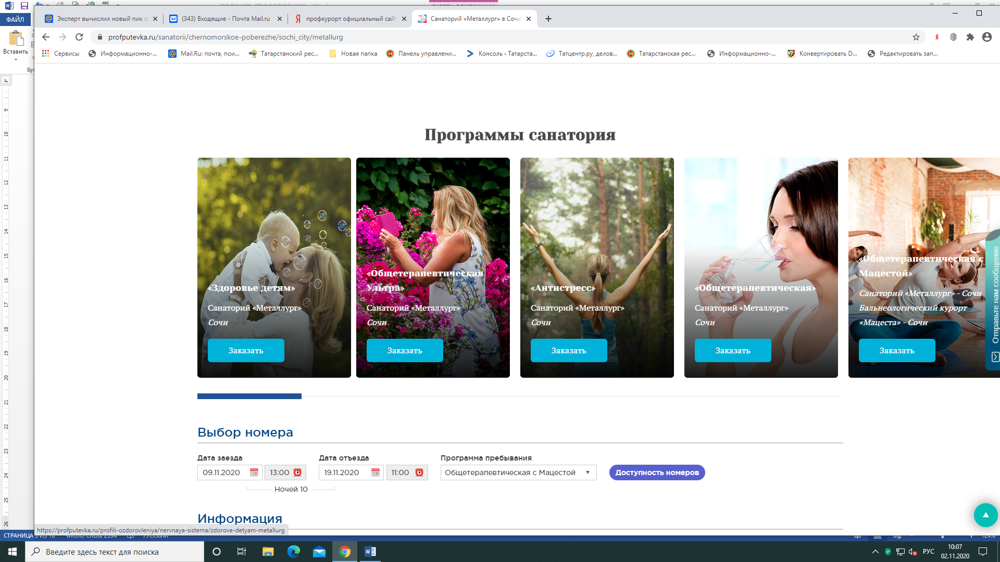 ФАЙЛ
Эксперт вычислил новый пик за
(343) Входящие - Почта Mail.ru
профкурорт официальный сайт
Санаторий «Металлург» в Сочи
profputevka.ru/sanatorii/chernomorskoe-poberezhe/sochi_city/metallurg
Сервисы
Информационно-...
Mail.Ru: почта, пои...
Татарстанский рес...
Новая папка
Панель управлени...
Консоль ‹ Татарста...
Татцентр.ру, делов...
Татарстанская рес...
Информационно-...
Конвертировать D...
Редактировать зап...
Вставить
Программы санатория
«Здоровье детям»
Санаторий «Металлург»
Сочи
Заказать
«Общетерапевтическая
Ультра»
Санаторий «Металлург»
Сочи
Заказать
«Антистресс»
Санаторий «Металлург»
Сочи
Заказать
«Общетерапевтическая»
Санаторий «Металлург»
Сочи
Заказать
«Общетерапевтическая с
Мацестой»
Санаторий «Металлург» - Сочи
Бальнеологический курорт
«Мацеста» - Сочи
Заказать
Отправьте нам сообщение
Выбор номера
Дата заезда
09.11.2020
13:00
Дата отъезда
19.11.2020
11:00
Программа пребывания
Общетерапевтическая с Мацестой
Доступность номеров
Ночей 10
Информация
https://profputevka.ru/profili-ozdorovleniya/nervnaya-sistema/zdorove-detyam-metallurg
Введите здесь текст для поиска
РУС
10:07
02.11.2020